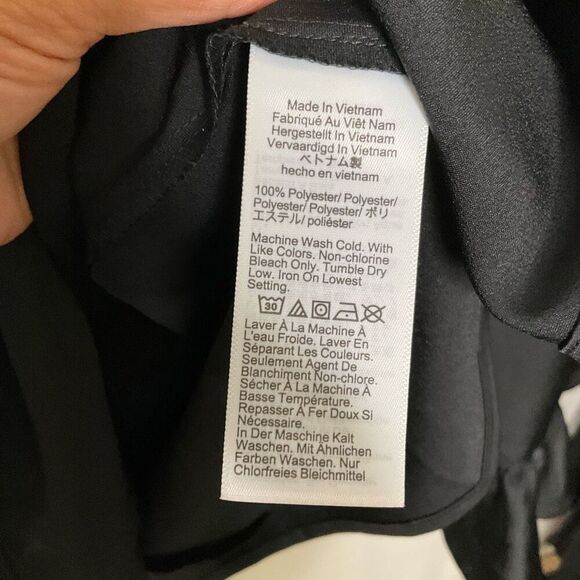 Made In Vietnam
Fabriqué Au Viêt Nam
Hergestellt In Vietnam
Vervaardigd In Vietnam
ベトナム製
hecho en vietnam
100% Polyester/ Polyester/
Polyester/ Polyester/ ポリ
エステル/ poliéster
Machine Wash Cold. With
Like Colors. Non-chlorine
Bleach Only. Tumble Dry
Low. Iron On Lowest
Setting.
30
Laver À La Machine À
L'eau Froide. Laver En
Séparant Les Couleurs.
Seulement Agent De
Blanchiment Non-chlore.
Sécher À La Machine À
Basse Température.
Repasser À Fer Doux Si
Nécessaire.
In Der Maschine Kalt
Waschen. Mit Ähnlichen
Farben Waschen. Nur
Chlorfreies Bleichmittel